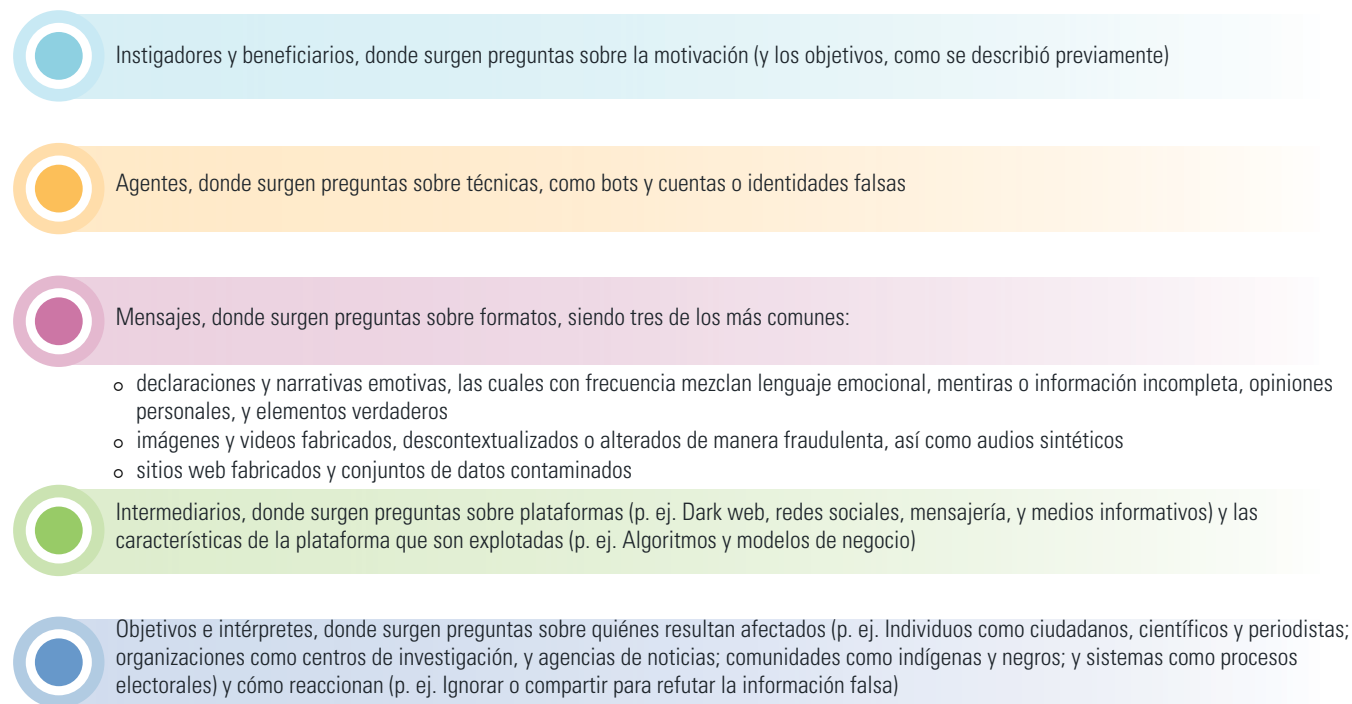 Instigadores y beneficiarios, donde surgen preguntas sobre la motivación (y los objetivos, como se describió previamente)
Agentes, donde surgen preguntas sobre técnicas, como bots y cuentas o identidades falsas
Mensajes, donde surgen preguntas sobre formatos, siendo tres de los más comunes:
declaraciones y narrativas emotivas, las cuales con frecuencia mezclan lenguaje emocional, mentiras o información incompleta, opiniones
personales, y elementos verdaderos
imágenes y videos fabricados, descontextualizados o alterados de manera fraudulenta, así como audios sintéticos
sitios web fabricados y conjuntos de datos contaminados
Intermediarios, donde surgen preguntas sobre plataformas (p. ej. Dark web, redes sociales, mensajería, y medios informativos) y las
características de la plataforma que son explotadas (p. ej. Algoritmos y modelos de negocio)
Objetivos e intérpretes, donde surgen preguntas sobre quiénes resultan afectados (p. ej. Individuos como ciudadanos, científicos y periodistas;
organizaciones como centros de investigación, y agencias de noticias; comunidades como indígenas y negros; y sistemas como procesos
electorales) y cómo reaccionan (p. ej. Ignorar o compartir para refutar la información falsa)